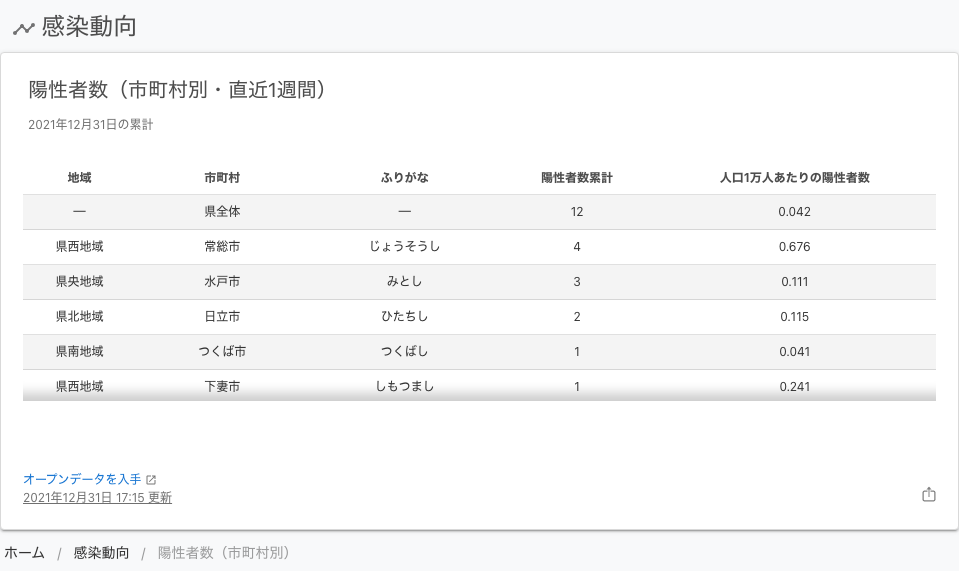 感染動向
陽性者数（市町村別・直近1週間）
2021年12月31日の累計
地域 市町村 ふりがな 陽性者数累計 人口1万人あたりの陽性者数
— 県全体 — 12 0.042
県西地域 常総市 じょうそうし 4 0.676
県央地域 水戸市 みとし 3 0.111
県北地域 日立市 ひたちし 2 0.115
県南地域 つくば市 つくばし 1 0.041
県西地域 下妻市 しもつまし 1 0.241
オープンデータを入手
2021年12月31日 17:15 更新
ホーム / 感染動向 / 陽性者数（市町村別）